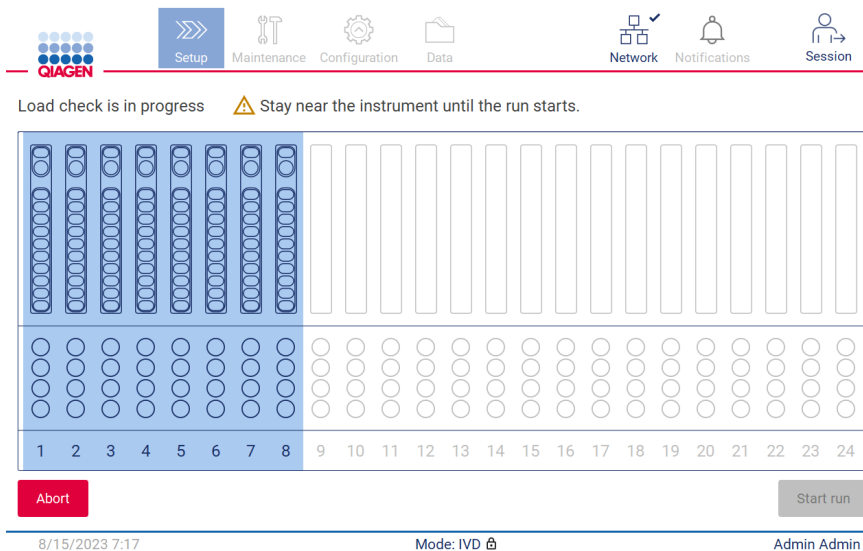 QIAGEN
Setup Maintenance Configuration Data Network Notifications Session
Load check is in progress Stay near the instrument until the run starts.
1 2 3 4 5 6 7 8 9 10 11 12 13 14 15 16 17 18 19 20 21 22 23 24
Abort Start run
8/15/2023 7:17 Mode: IVD Admin Admin